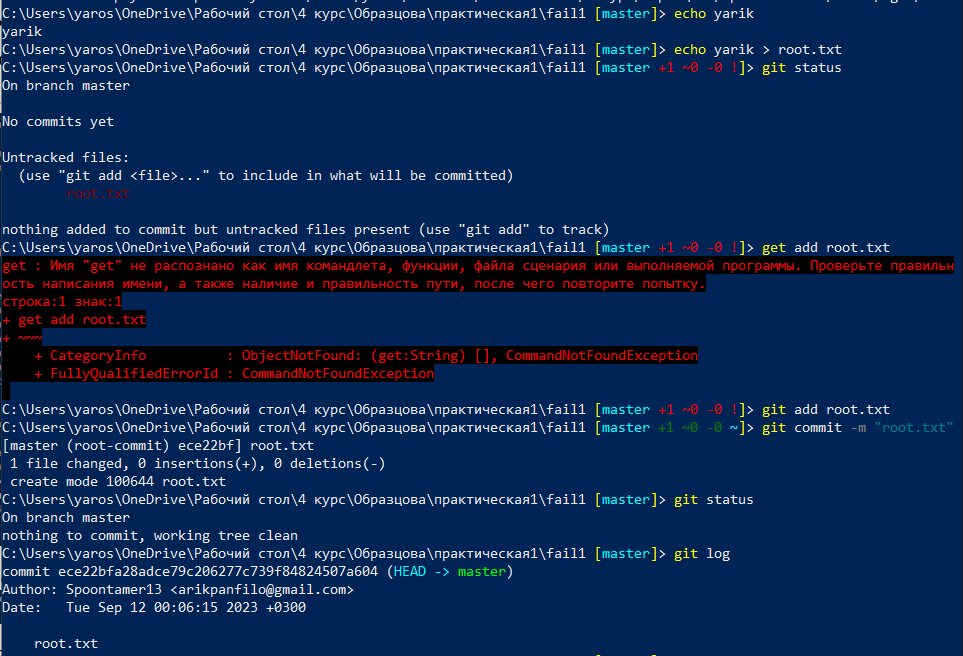 C:\Users\yaros\OneDrive\Рабочий стол\4 курс\Образцова\практическая1\fail1 [master]> echo yarik
yarik
C:\Users\yaros\OneDrive\Рабочий стол\4 курс\Образцова\практическая1\fail1 [master]> echo yarik > root.txt
C:\Users\yaros\OneDrive\Рабочий стол\4 курс\Образцова\практическая1\fail1 [master +1 ~0 -0 !]> git status
On branch master
No commits yet
Untracked files:
(use "git add <file>..." to include in what will be committed)
root.txt
nothing added to commit but untracked files present (use "git add" to track)
C:\Users\yaros\OneDrive\Рабочий стол\4 курс\Образцова\практическая1\fail1 [master +1 ~0 -0 !]> get add root.txt
get : Имя "get" не распознано как имя командлета, функции, файла сценария или выполняемой программы. Проверьте правильн
ость написания имени, а также наличие и правильность пути, после чего повторите попытку.
строка:1 знак:1
+ get add root.txt
+ ~~~
+ CategoryInfo : ObjectNotFound: (get:String) [], CommandNotFoundException
+ FullyQualifiedErrorId : CommandNotFoundException
C:\Users\yaros\OneDrive\Рабочий стол\4 курс\Образцова\практическая1\fail1 [master +1 ~0 -0 !]> git add root.txt
C:\Users\yaros\OneDrive\Рабочий стол\4 курс\Образцова\практическая1\fail1 [master +1 ~0 -0 ~]> git commit -m "root.txt"
[master (root-commit) ece22bf] root.txt
1 file changed, 0 insertions(+), 0 deletions(-)
create mode 100644 root.txt
C:\Users\yaros\OneDrive\Рабочий стол\4 курс\Образцова\практическая1\fail1 [master]> git status
On branch master
nothing to commit, working tree clean
C:\Users\yaros\OneDrive\Рабочий стол\4 курс\Образцова\практическая1\fail1 [master]> git log
commit ece22bfa28adce79c206277c739f84824507a604 (HEAD -> master)
Author: Spoontamer13 <arikpanfilo@gmail.com>
Date: Tue Sep 12 00:06:15 2023 +0300
root.txt